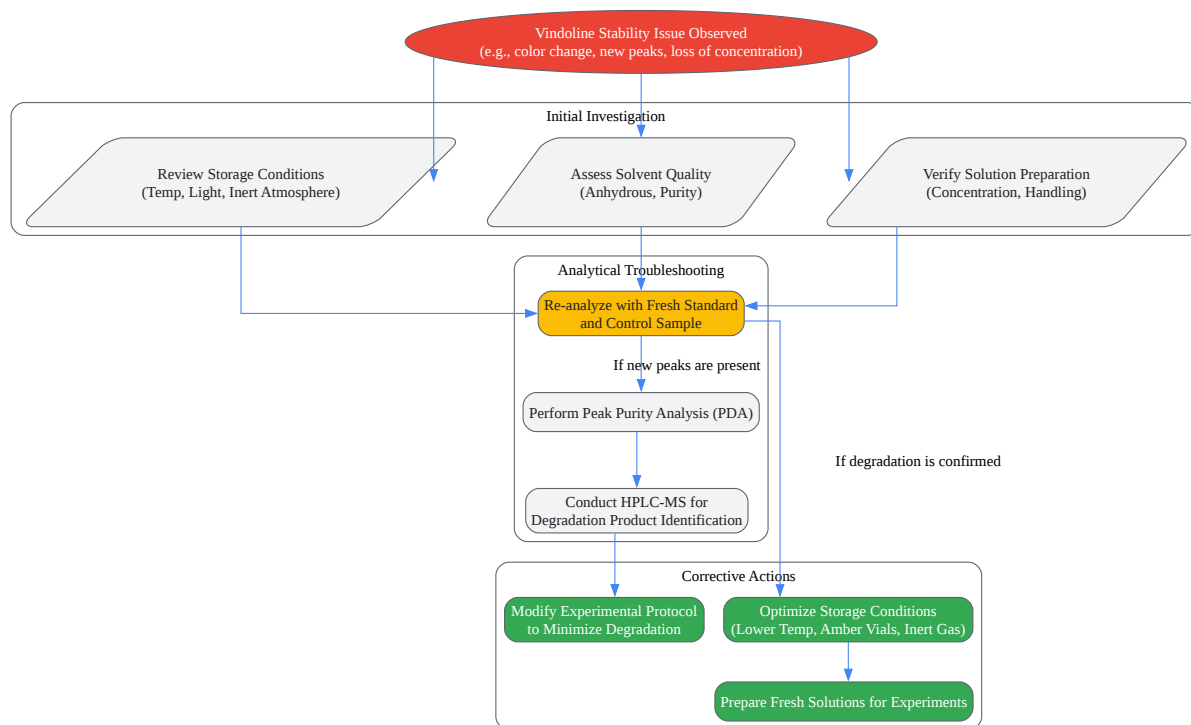 Vindoline Stability Issue Observed
(e.g., color change, new peaks, loss of concentration)
Initial Investigation
Review Storage Conditions
(Temp, Light, Inert Atmosphere)
Assess Solvent Quality
(Anhydrous, Purity)
Verify Solution Preparation
(Concentration, Handling)
Analytical Troubleshooting
Re-analyze with Fresh Standard
and Control Sample
If new peaks are present
Perform Peak Purity Analysis (PDA)
If degradation is confirmed
Conduct HPLC-MS for
Degradation Product Identification
Corrective Actions
Modify Experimental Protocol
to Minimize Degradation
Optimize Storage Conditions
(Lower Temp, Amber Vials, Inert Gas)
Prepare Fresh Solutions for Experiments